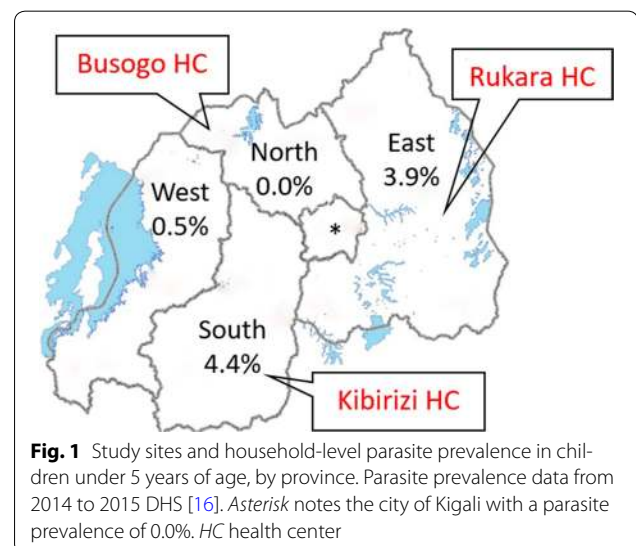 Busogo HC
Rukara HC
North
0.0%
East
3.9%
West
0.5%
*
South
4.4%
Kibirizi HC
Fig. 1 Study sites and household-level parasite prevalence in chil-
dren under 5 years of age, by province. Parasite prevalence data from
2014 to 2015 DHS [16]. Asterisk notes the city of Kigali with a parasite
prevalence of 0.0%. HC health center